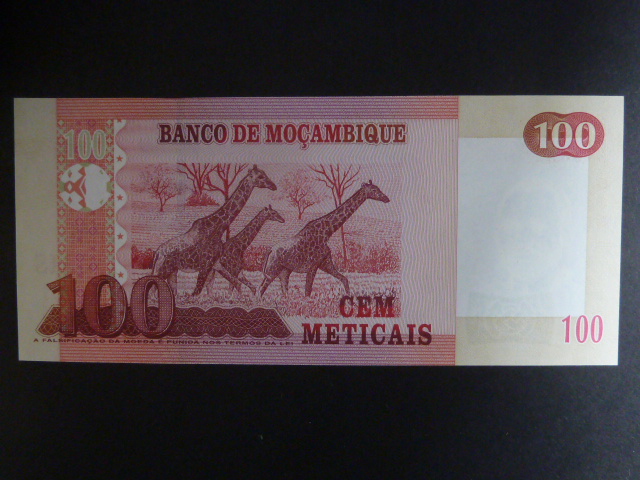 BANCO DE MOÇAMBIQUE
100
100
100
CEM
METICAIS
A FALSIFICAÇÃO DA MOEDA É PUNIDA NOS TERMOS DA LEI
100